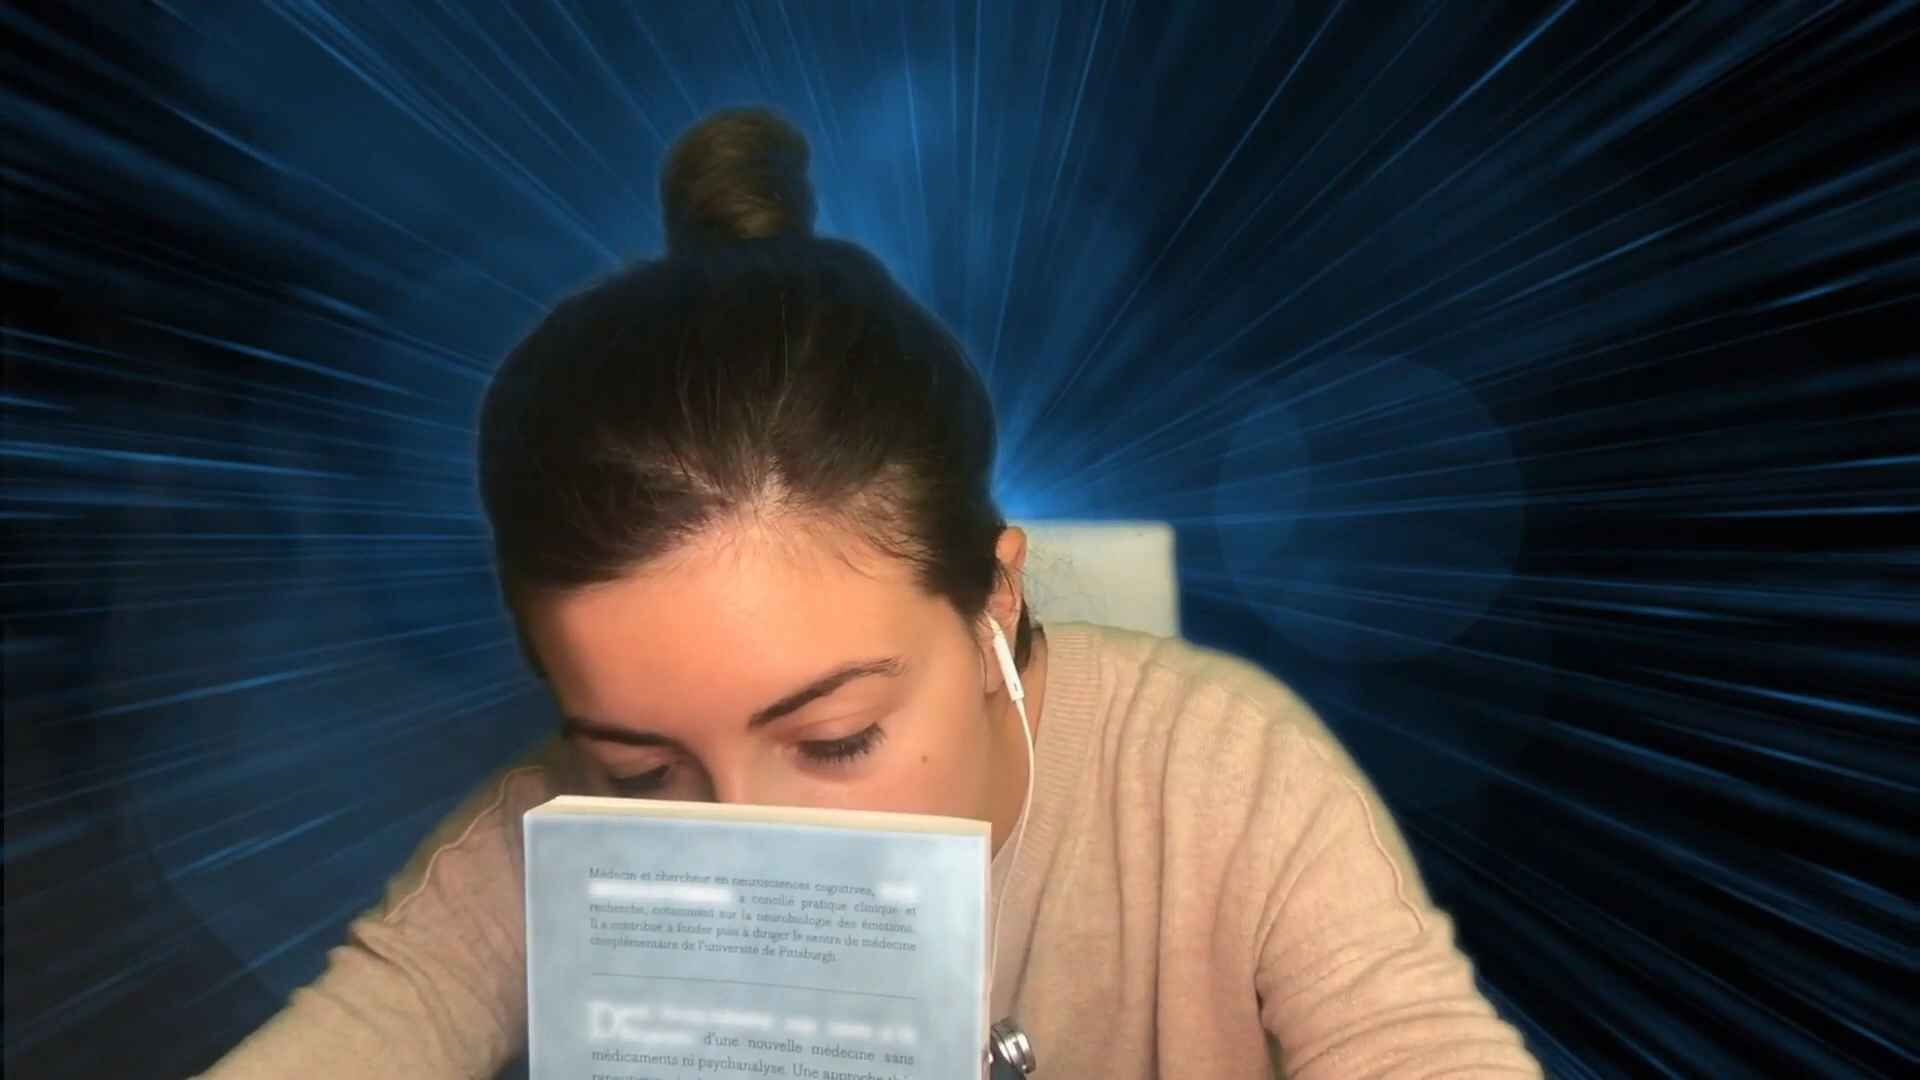 Médecin et chercheur en neurosciences cognitives,
a concilié pratique clinique et
recherche, notamment sur la neurobiologie des émotions.
Il a contribué à fonder puis à diriger le centre de médecine
complémentaire de l'université de Pittsburgh.
D
d'une nouvelle médecine sans
médicaments ni psychanalyse. Une approche